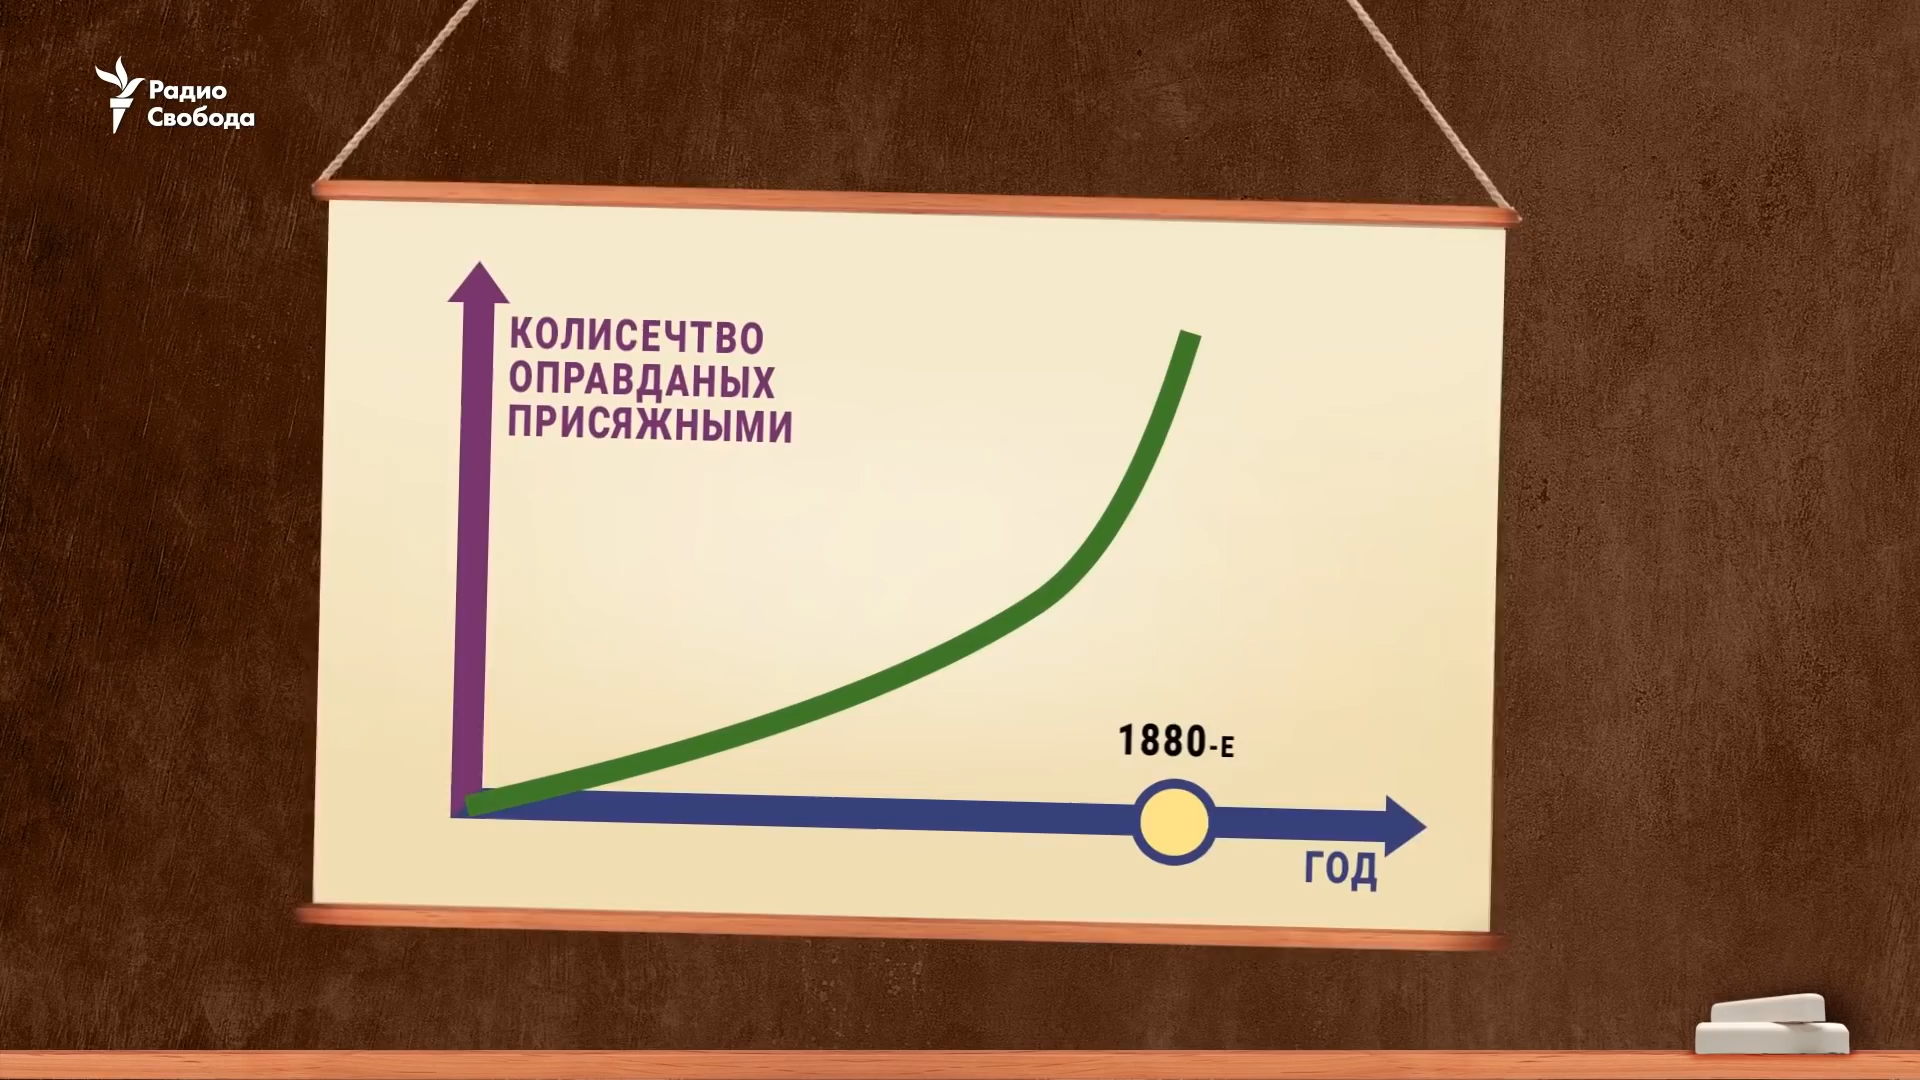 Радио
Свобода
КОЛИСЕЧТВО
ОПРАВДАНЫХ
ПРИСЯЖНЫМИ
1880-Е
ГОД